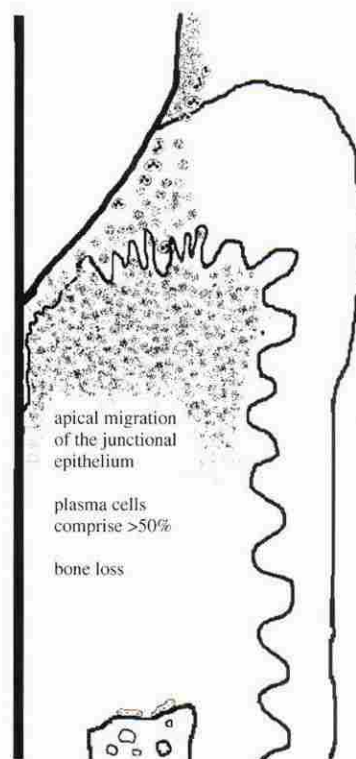 apical migration
of the junctional
epithelium
plasma cells
comprise >50%
bone loss